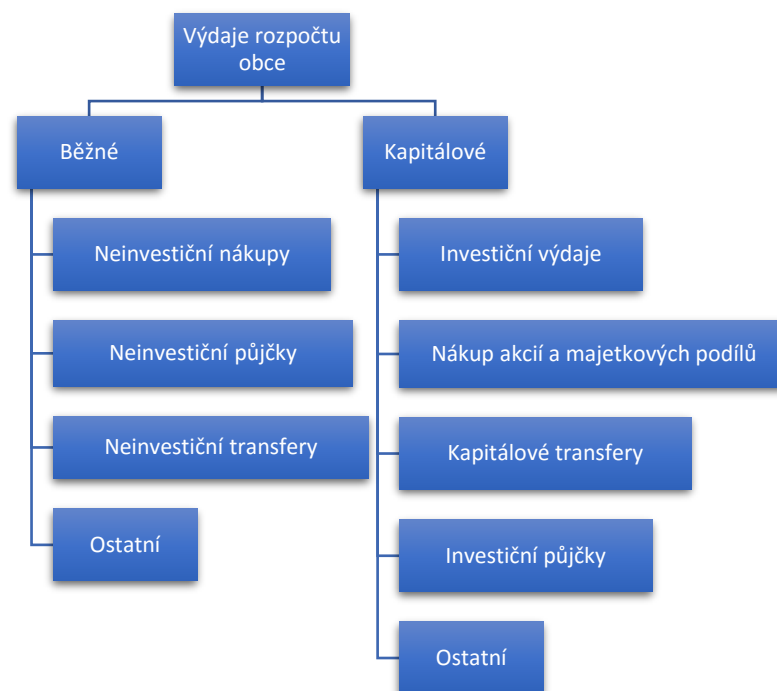 Výdaje rozpočtu
obce
Běžné
Kapitálové
Neinvestiční nákupy
Neinvestiční půjčky
Neinvestiční transfery
Ostatní
Investiční výdaje
Nákup akcií a majetkových podílů
Kapitálové transfery
Investiční půjčky
Ostatní